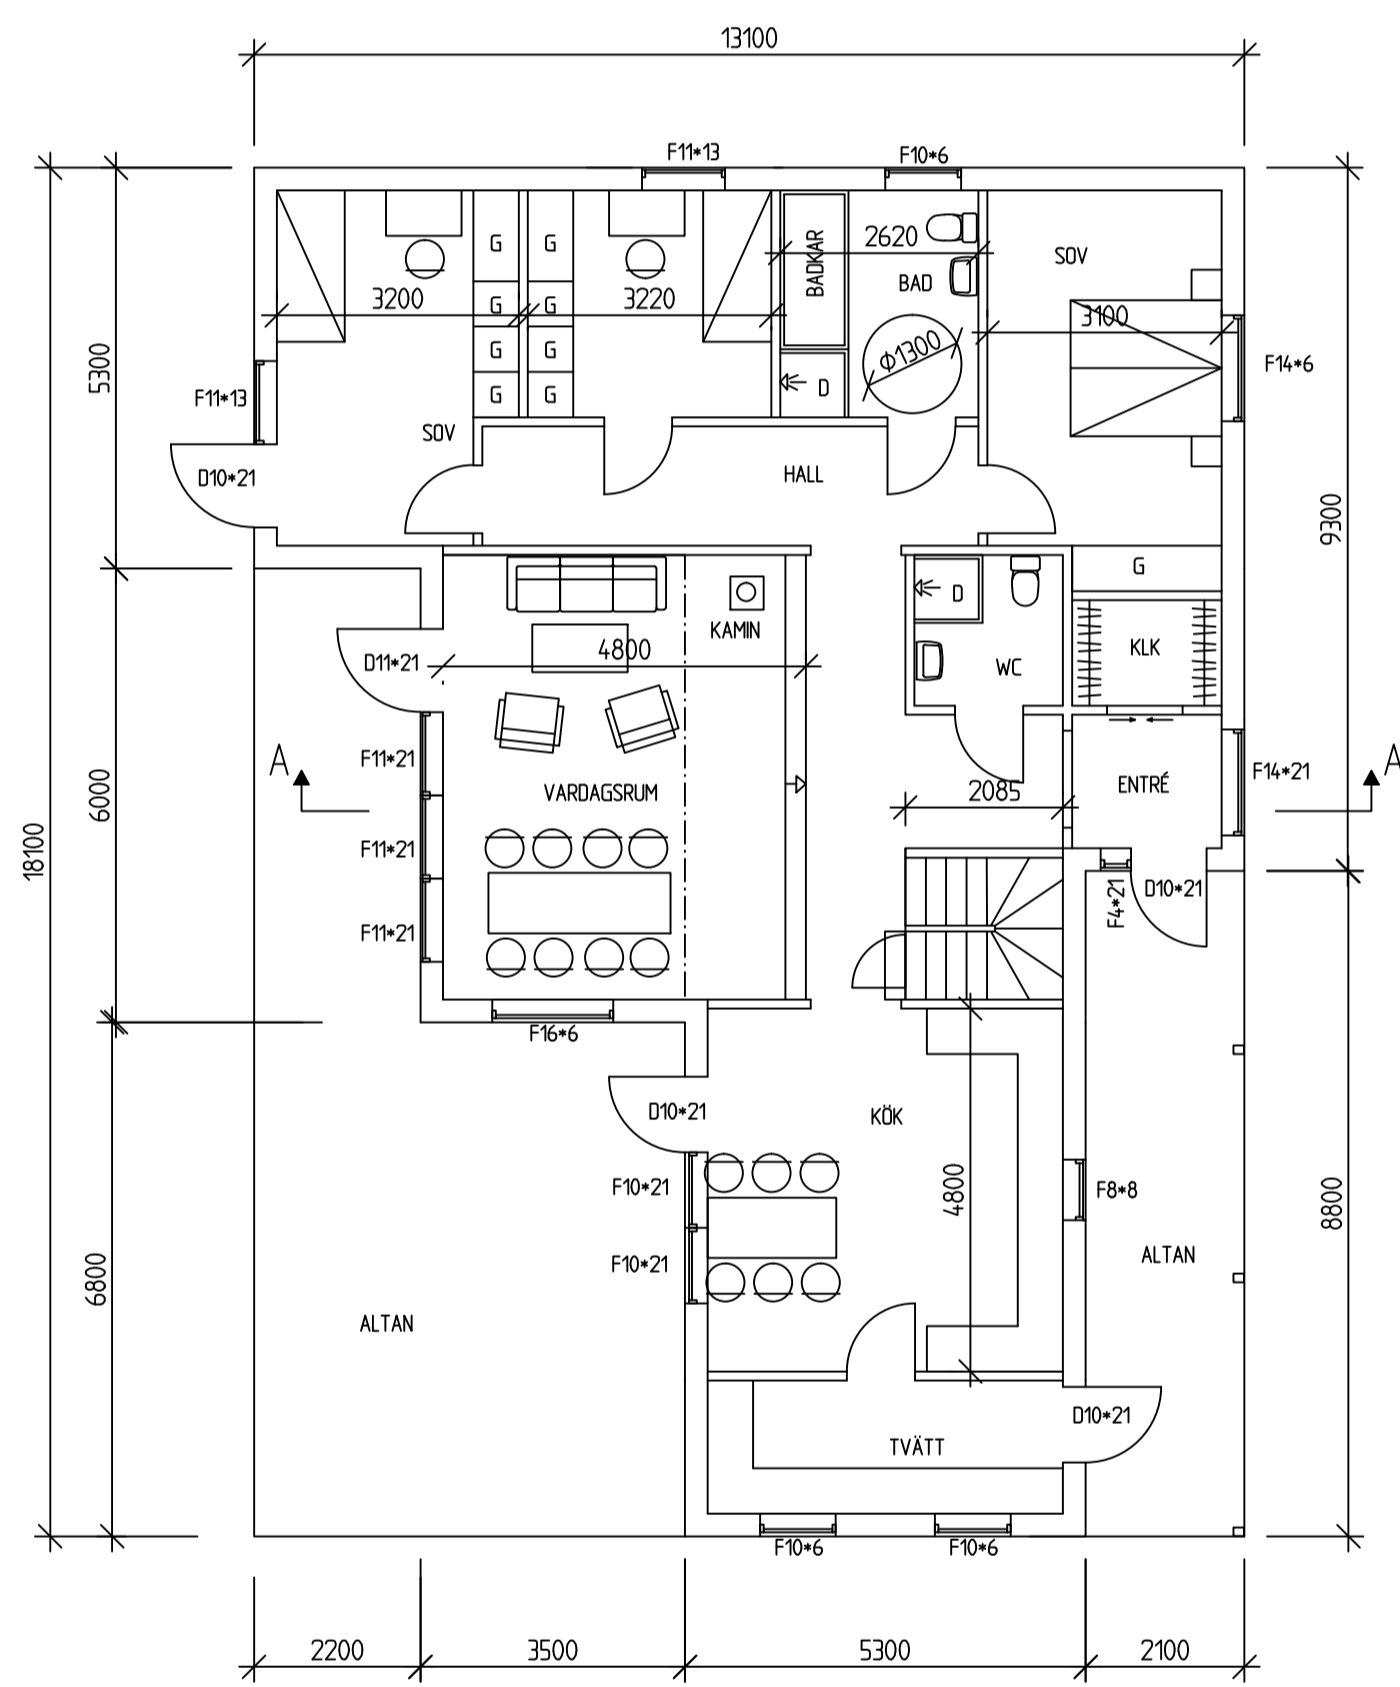 13100
F11*13
F10*6
G
G
BADKAR
2620
BAD
SOV
3200
G
G
3220
3100
5300
G
G
Φ1300
F14*6
F11*13
G
G
D
SOV
D10*21
HALL
9300
G
D
KAMIN
4800
D11*21
WC
KLK
A
F11*21
VARDAGSRUM
2085
ENTRÉ
F14*21
A
6000
18100
F11*21
D10*21
F4*21
F11*21
F16*6
D10*21
KÖK
F10*21
4800
F8*8
8800
6800
F10*21
ALTAN
ALTAN
D10*21
TVÄTT
F10*6
F10*6
2200
3500
5300
2100